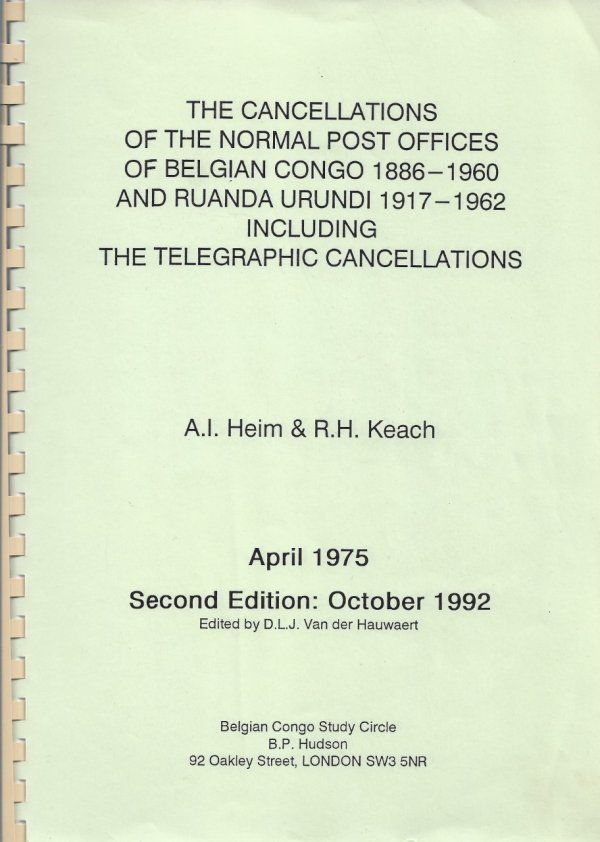 THE CANCELLATIONS
OF THE NORMAL POST OFFICES
OF BELGIAN CONGO 1886–1960
AND RUANDA URUNDI 1917–1962
INCLUDING
THE TELEGRAPHIC CANCELLATIONS
A.I. Heim & R.H. Keach
April 1975
Second Edition: October 1992
Edited by D.L.J. Van der Hauwaert
Belgian Congo Study Circle
B.P. Hudson
92 Oakley Street, LONDON SW3 5NR